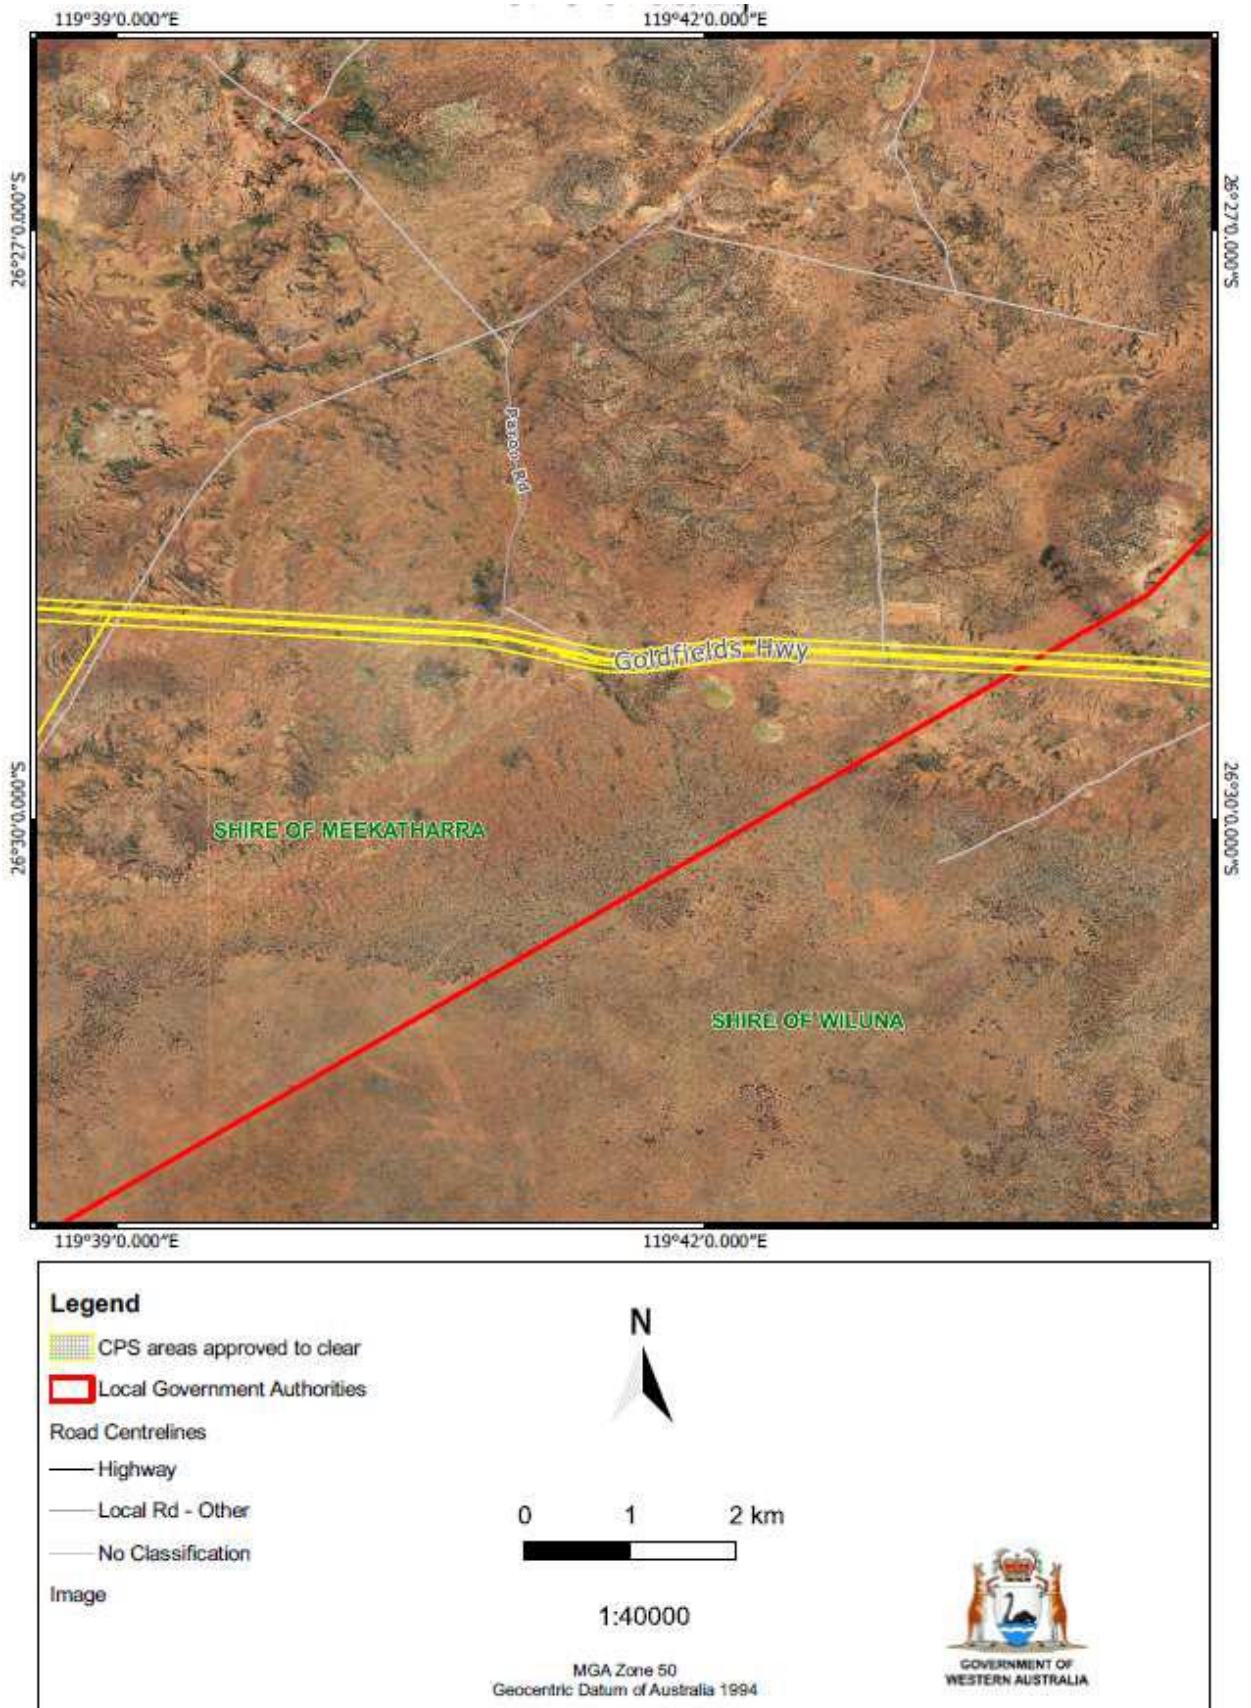 119°39'0.000"E
119°42'0.000"E
26°27'0.000"S
26°27'0.000"S
Paroo-Rd
Goldfields Hwy
26°30'0.000"S
26°30'0.000"S
SHIRE OF MEEKATHARRA
SHIRE OF WILUNA
119°39'0.000"E
119°42'0.000"E
Legend
CPS areas approved to clear
Local Government Authorities
Road Centrelines
Highway
Local Rd - Other
No Classification
Image
N
0 1 2 km
1:40000
MGA Zone 50
Geocentric Datum of Australia 1994
GOVERNMENT OF
WESTERN AUSTRALIA